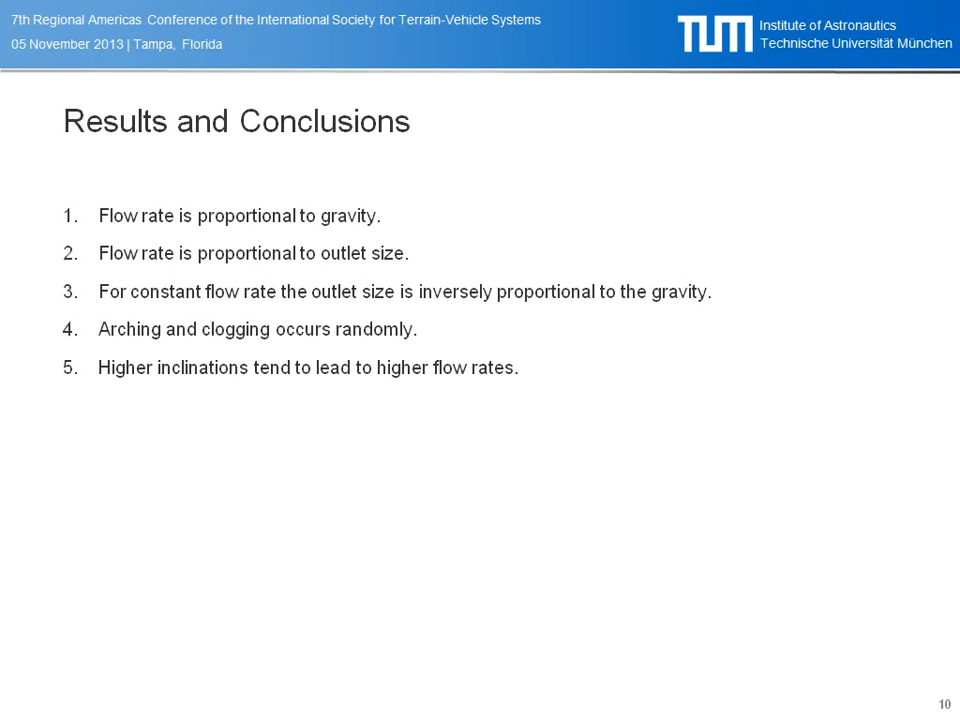 7th Regional Americas Conference of the International Society for Terrain-Vehicle Systems
05 November 2013 | Tampa, Florida
TUM
Institute of Astronautics
Technische Universität München
Results and Conclusions
1. Flow rate is proportional to gravity.
2. Flow rate is proportional to outlet size.
3. For constant flow rate the outlet size is inversely proportional to the gravity.
4. Arching and clogging occurs randomly.
5. Higher inclinations tend to lead to higher flow rates.
10